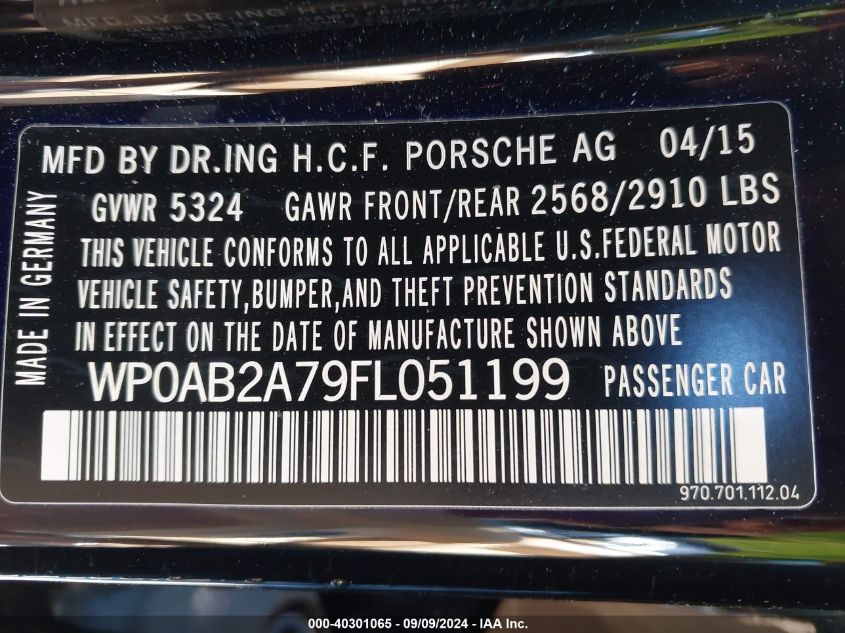 MFD BY DR.ING H.C.F. PORSCHE AG 04/15
GVWR 5324 GAWR FRONT/REAR 2568/2910 LBS
THIS VEHICLE CONFORMS TO ALL APPLICABLE U.S.FEDERAL MOTOR
VEHICLE SAFETY,BUMPER,AND THEFT PREVENTION STANDARDS
IN EFFECT ON THE DATE OF MANUFACTURE SHOWN ABOVE
WP0AB2A79FL051199 PASSENGER CAR
MADE IN GERMANY
970.701.112.04
000-40301065 - 09/09/2024 - IAA Inc.